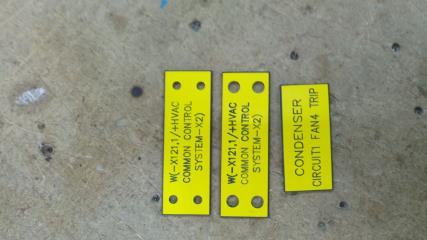 W(-X121,1/+HVAC
COMMON CONTROL
SYSTEM-X2)
W(-X121,1/+HVAC
COMMON CONTROL
SYSTEM-X2)
CONDENSER
CIRCUIT1 FAN4 TRIP